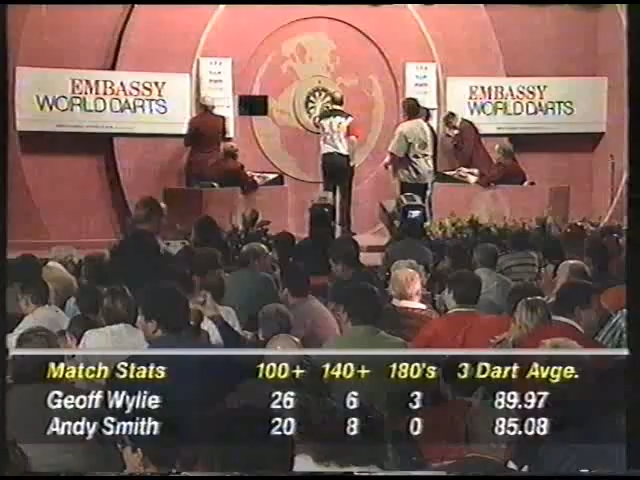 EMBASSY
WORLD DARTS
EMBASSY
WORLD DARTS
Match Stats 100+ 140+ 180's 3 Dart Avge.
Geoff Wylie 26 6 3 89.97
Andy Smith 20 8 0 85.08